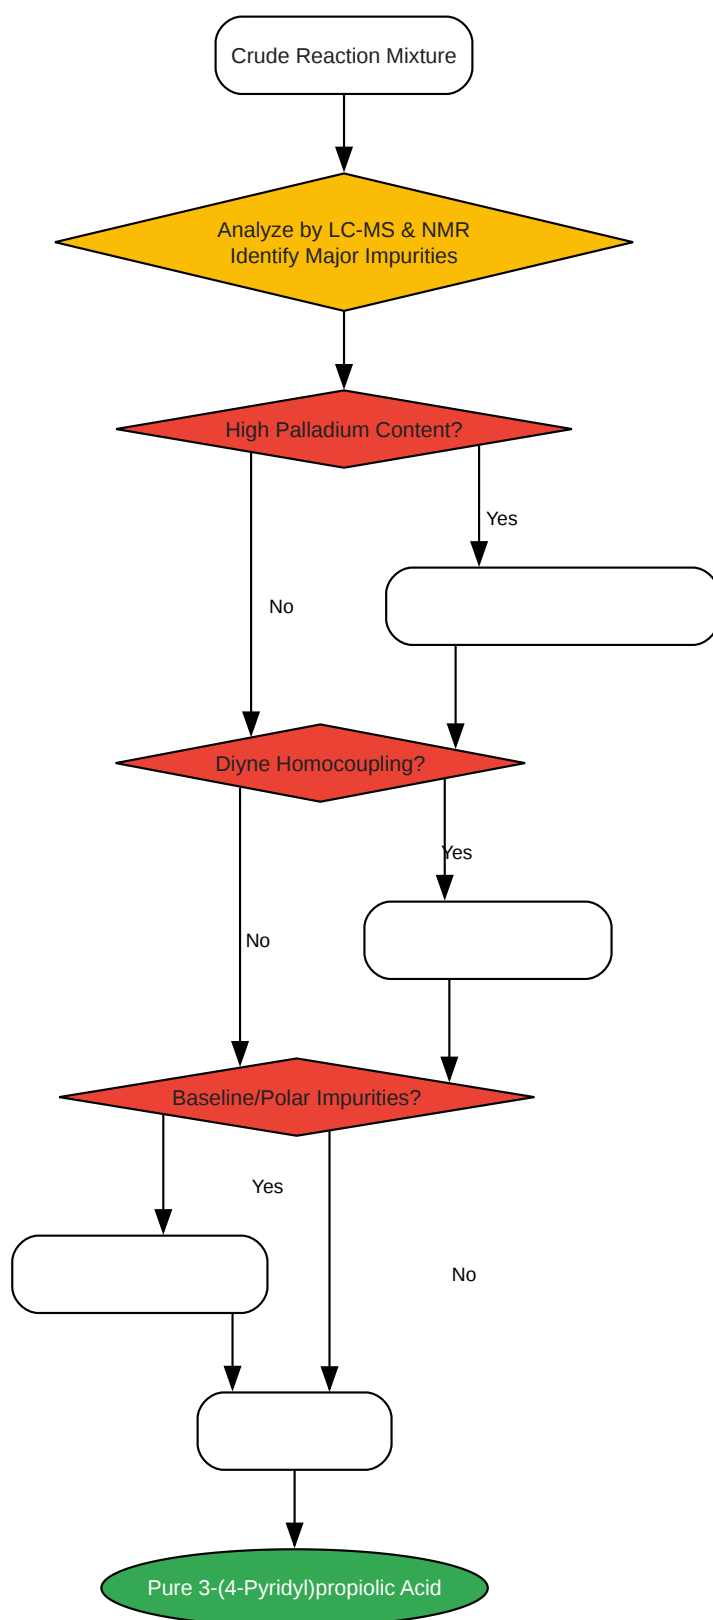 Crude Reaction Mixture
Analyze by LC-MS & NMR
Identify Major Impurities
High Palladium Content?
Yes
No
Diyne Homocoupling?
Yes
No
Baseline/Polar Impurities?
Yes
No
Pure 3-(4-Pyridyl)propiolic Acid